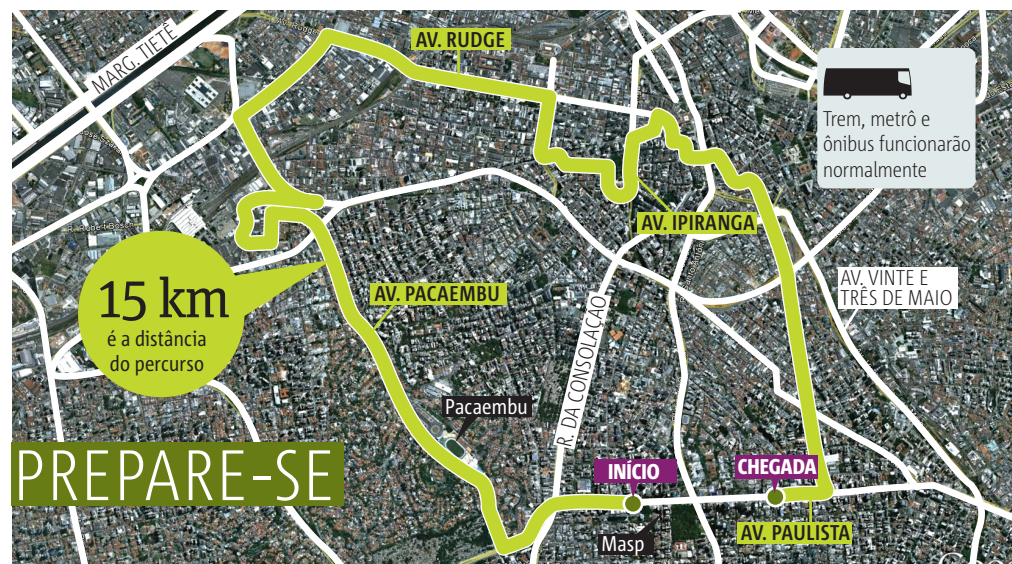 AV. RUDGE
MARG. TIETÊ
Trem, metrô e
ônibus funcionarão
normalmente
AV. IPIRANGA
AV. VINTE E
TRÊS DE MAIO
15 km
é a distância
do percurso
AV. PACAEMBU
R. DA CONSOLAÇÃO
Pacaembu
PREPARE-SE
INÍCIO
CHEGADA
Masp
AV. PAULISTA